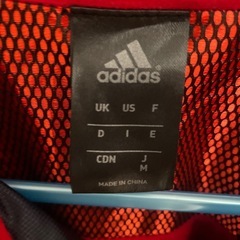 adidas
UK US F
D I E
CDN J
M
MADE IN CHINA